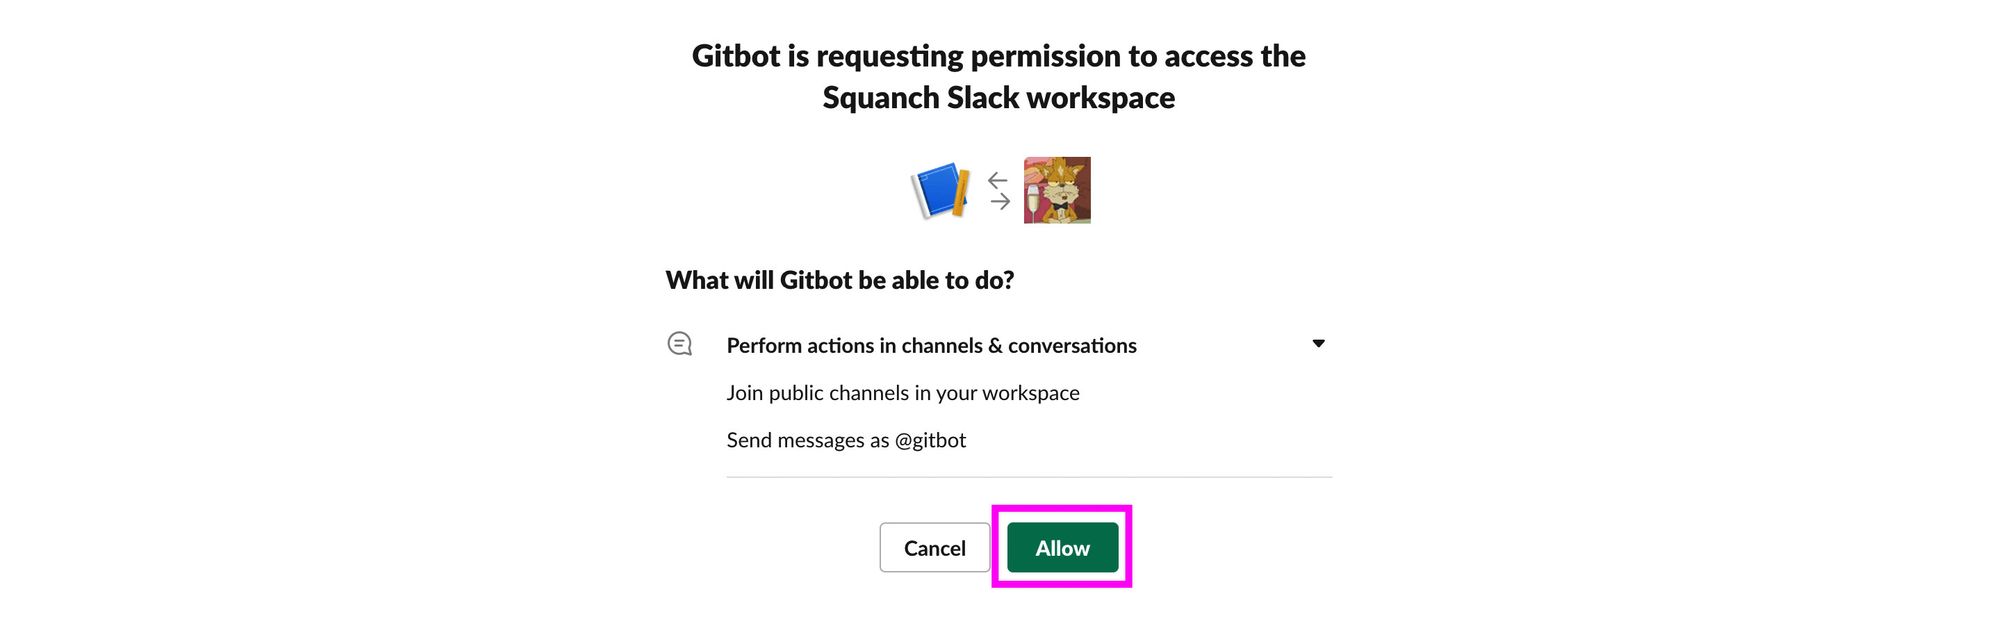 Gitbot is requesting permission to access the
Squanch Slack workspace
What will Gitbot be able to do?
Perform actions in channels & conversations
Join public channels in your workspace
Send messages as @gitbot
Cancel
Allow